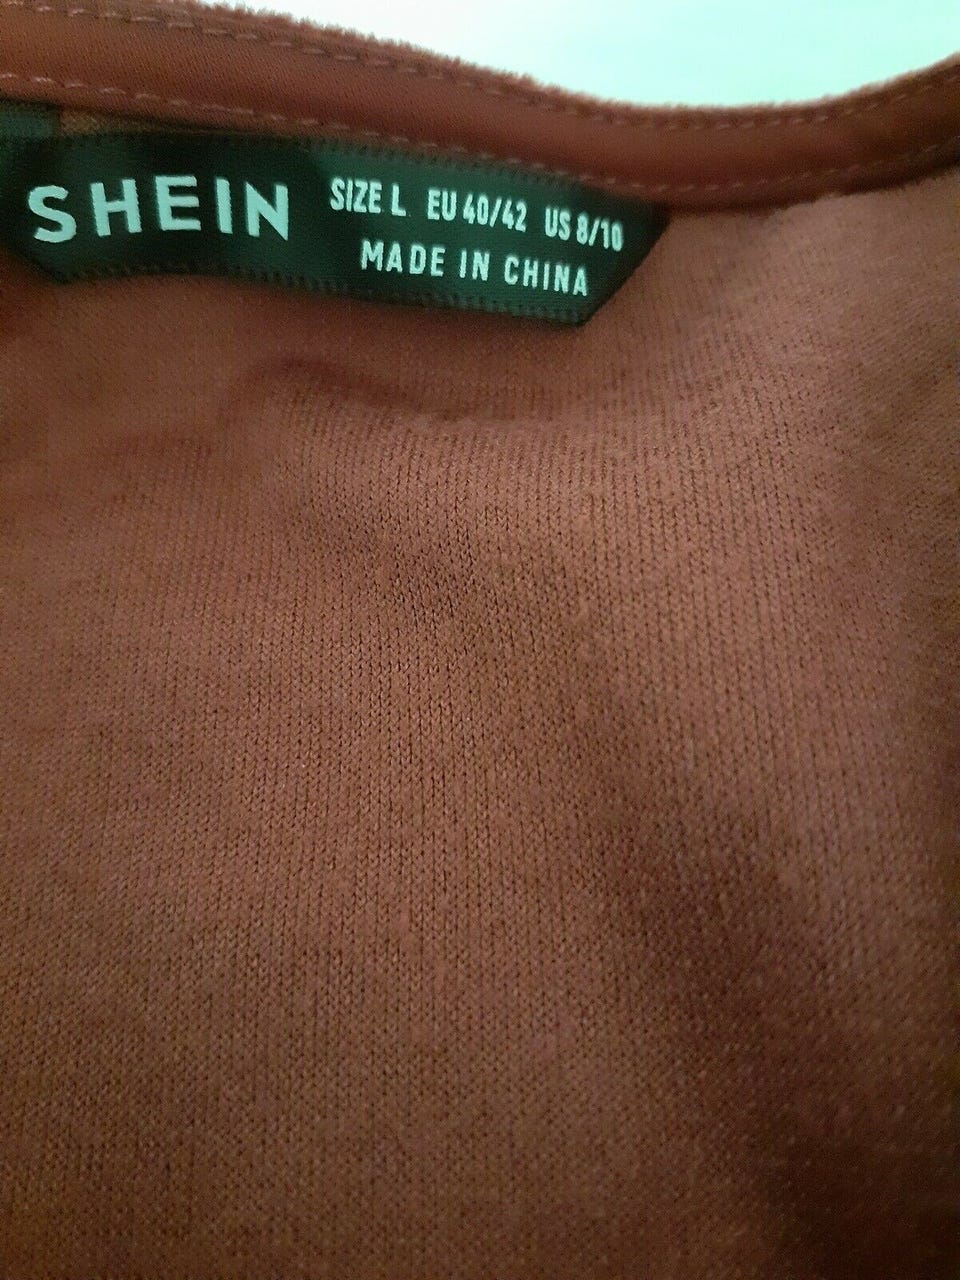 SHEIN SIZE L EU 40/42 US 8/10
MADE IN CHINA